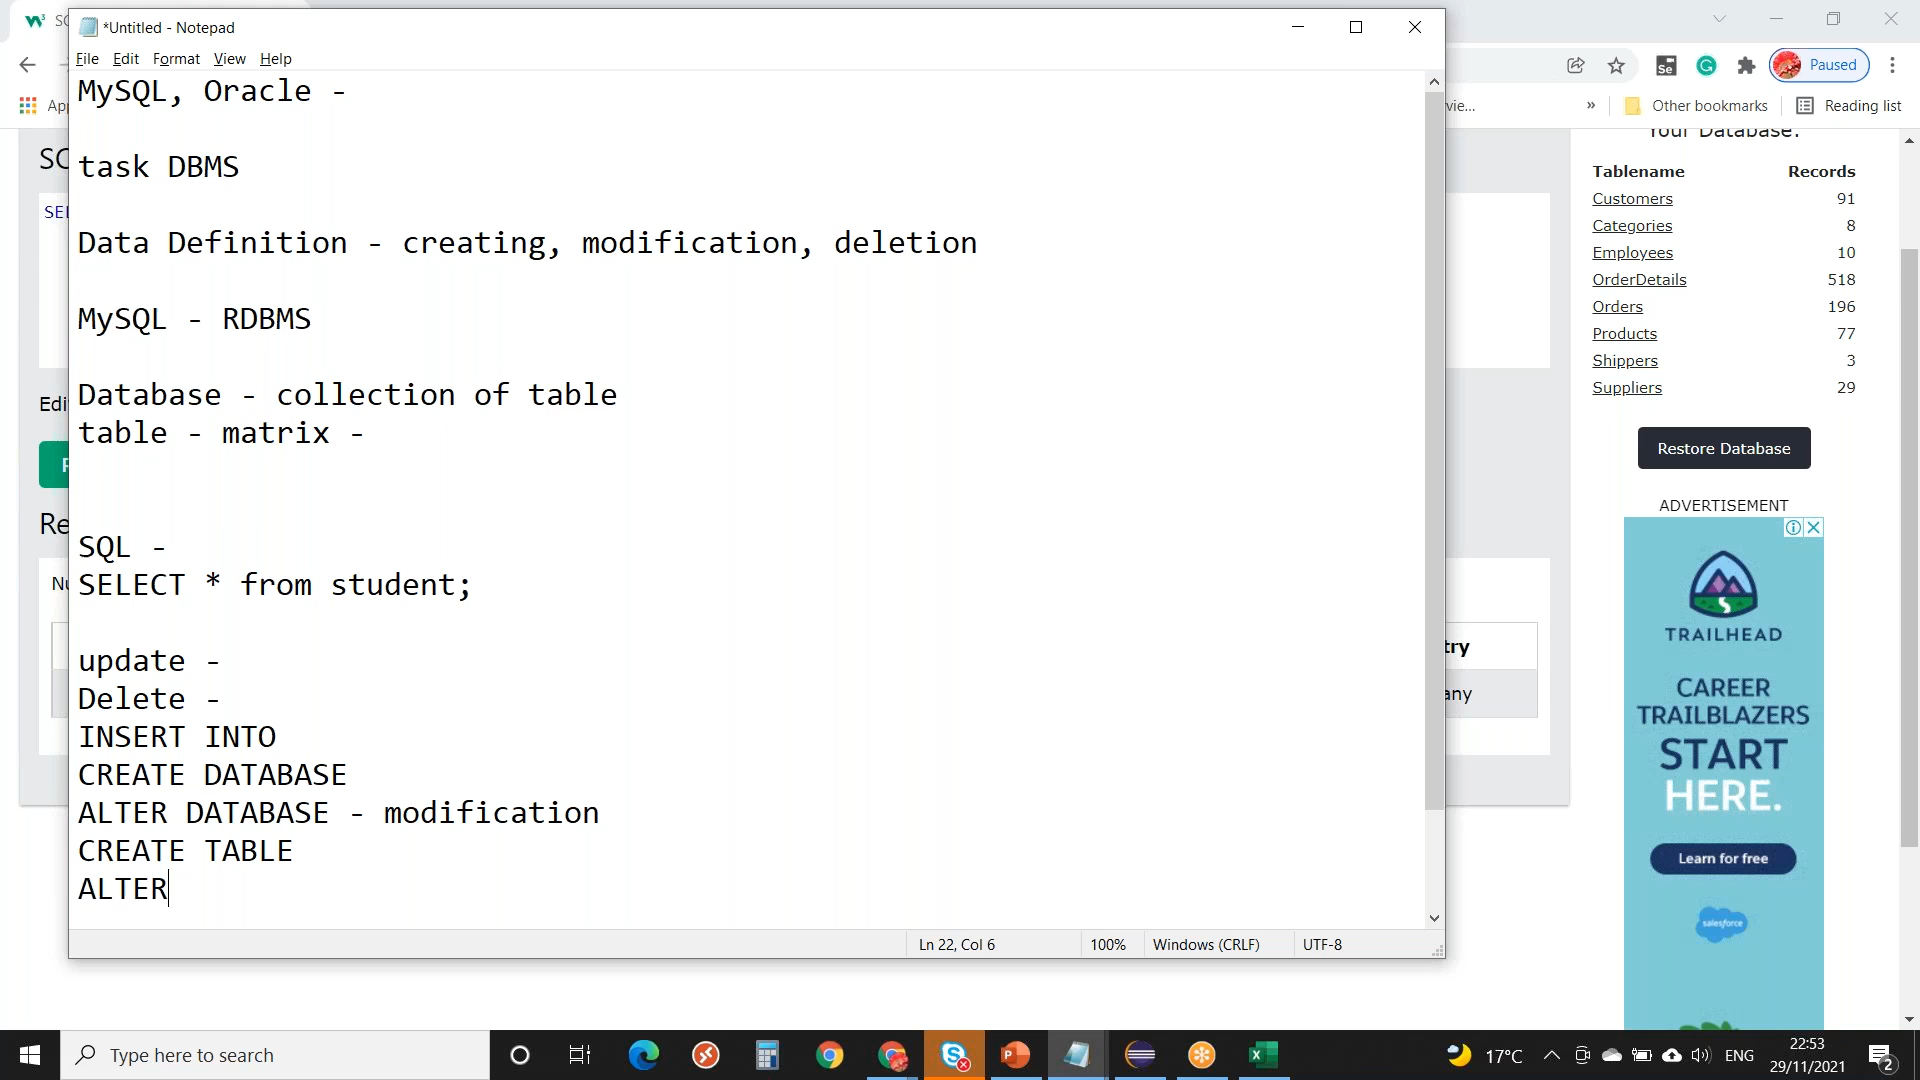 *Untitled - Notepad
File Edit Format View Help
MySQL, Oracle -
task DBMS
Data Definition - creating, modification, deletion
MySQL - RDBMS
Database - collection of table
table - matrix -
SQL -
SELECT * from student;
update -
Delete -
INSERT INTO
CREATE DATABASE
ALTER DATABASE - modification
CREATE TABLE
ALTER
Ln 22, Col 6 100% Windows (CRLF) UTF-8
Paused
» Other bookmarks Reading list
Your Database:
Tablename Records
Customers 91
Categories 8
Employees 10
OrderDetails 518
Orders 196
Products 77
Shippers 3
Suppliers 29
Restore Database
ADVERTISEMENT
TRAILHEAD
CAREER
TRAILBLAZERS
START
HERE.
Learn for free
salesforce
Type here to search
17°C ENG
22:53
29/11/2021
2